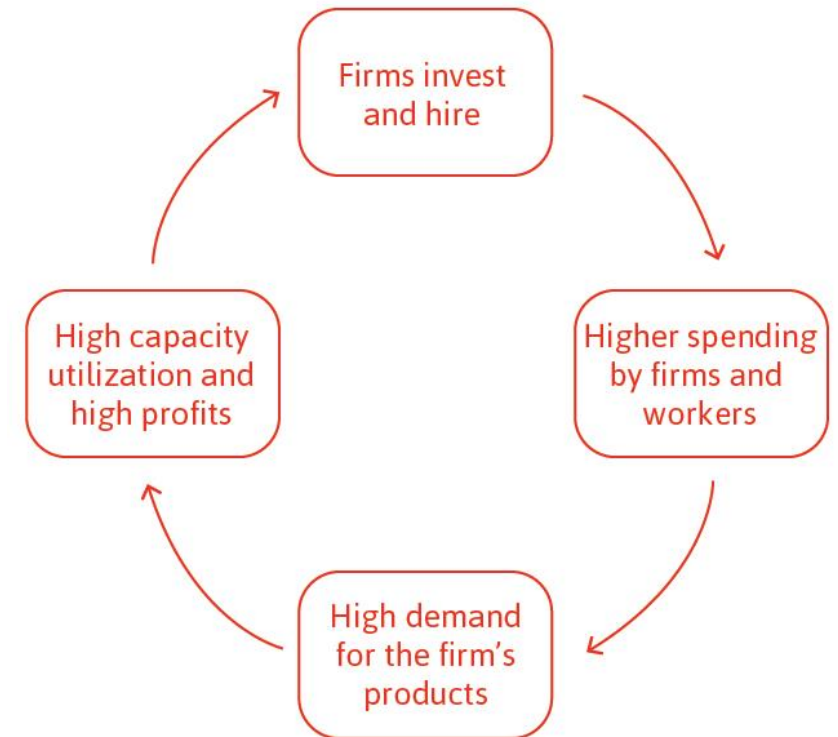 Firms invest
and hire
Higher spending
by firms and
workers
High demand
for the firm’s
products
High capacity
utilization and
high profits